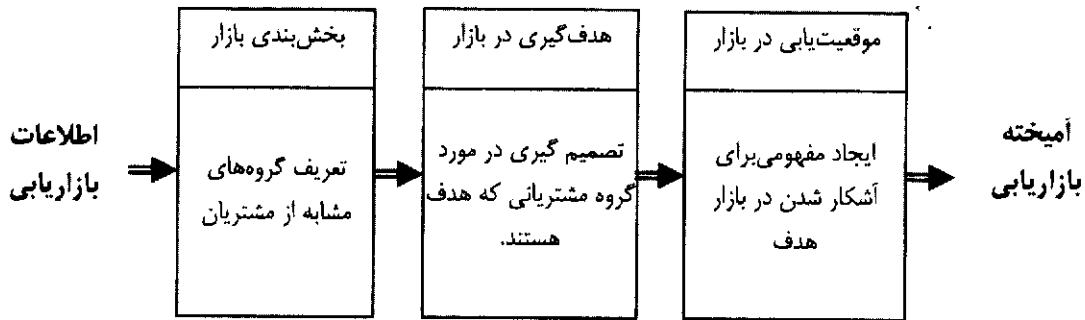 اطلاعات
بازاریابی
بخش‌بندی بازار
تعریف گروه‌های
مشابه از مشتریان
هدف‌گیری در بازار
تصمیم گیری در مورد
گروه مشتریانی که هدف
هستند.
موقعیت‌یابی در بازار
ایجاد مفهومی‌برای
آشکار شدن در بازار
هدف
آمیخته
بازاریابی